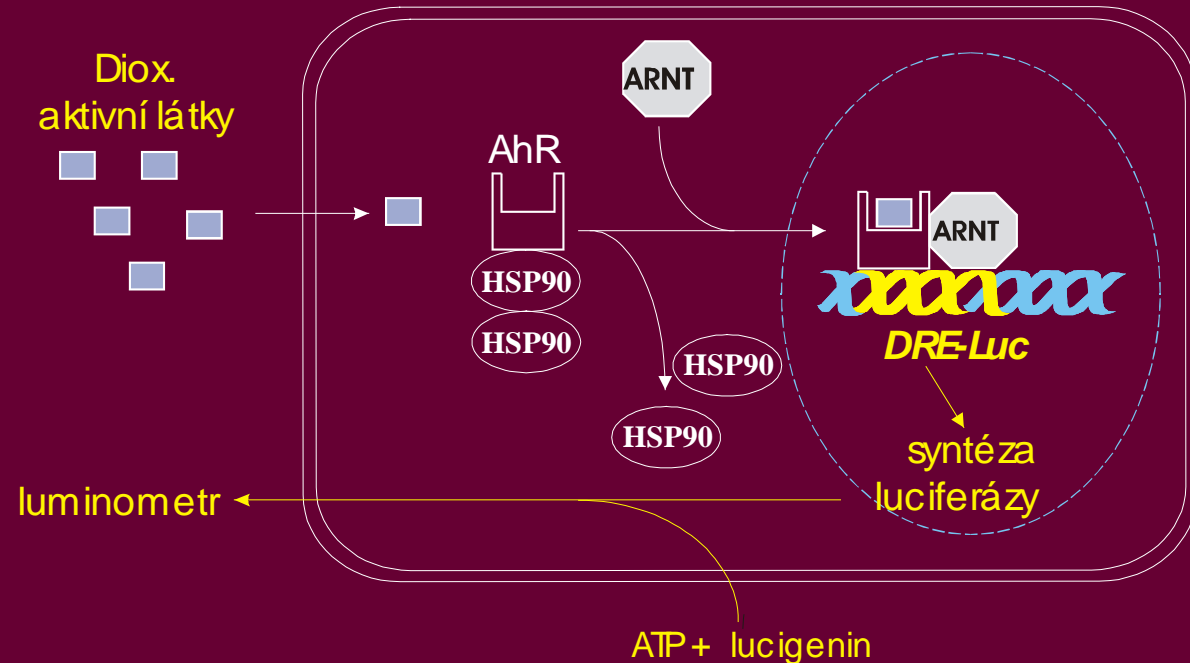 Diox.
aktivní látky
ARNT
AhR
HSP90
HSP90
HSP90
HSP90
ARNT
DRE-Luc
syntéza
luciferázy
luminometr
ATP+ lucigenin